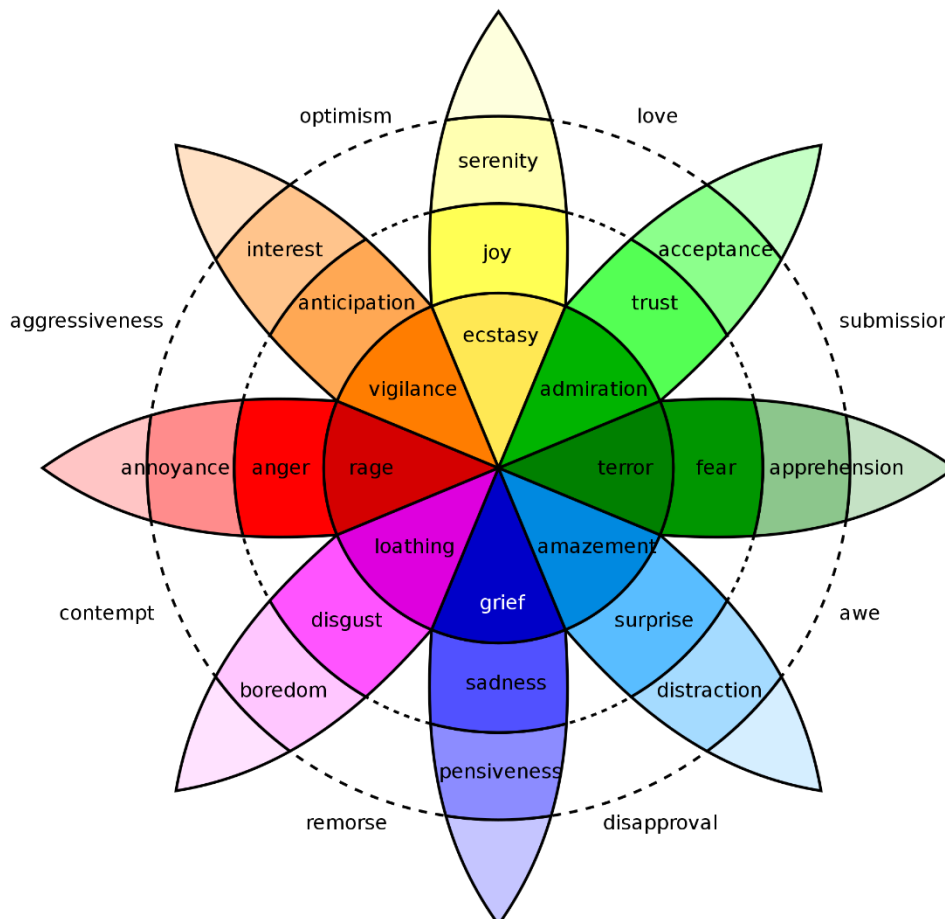 optimism
love
serenity
interest
joy
acceptance
anticipation
trust
aggressiveness
submission
ecstasy
vigilance
admiration
annoyance
anger
rage
terror
fear
apprehension
loathing
amazement
grief
contempt
disgust
surprise
awe
boredom
sadness
distraction
pensiveness
remorse
disapproval